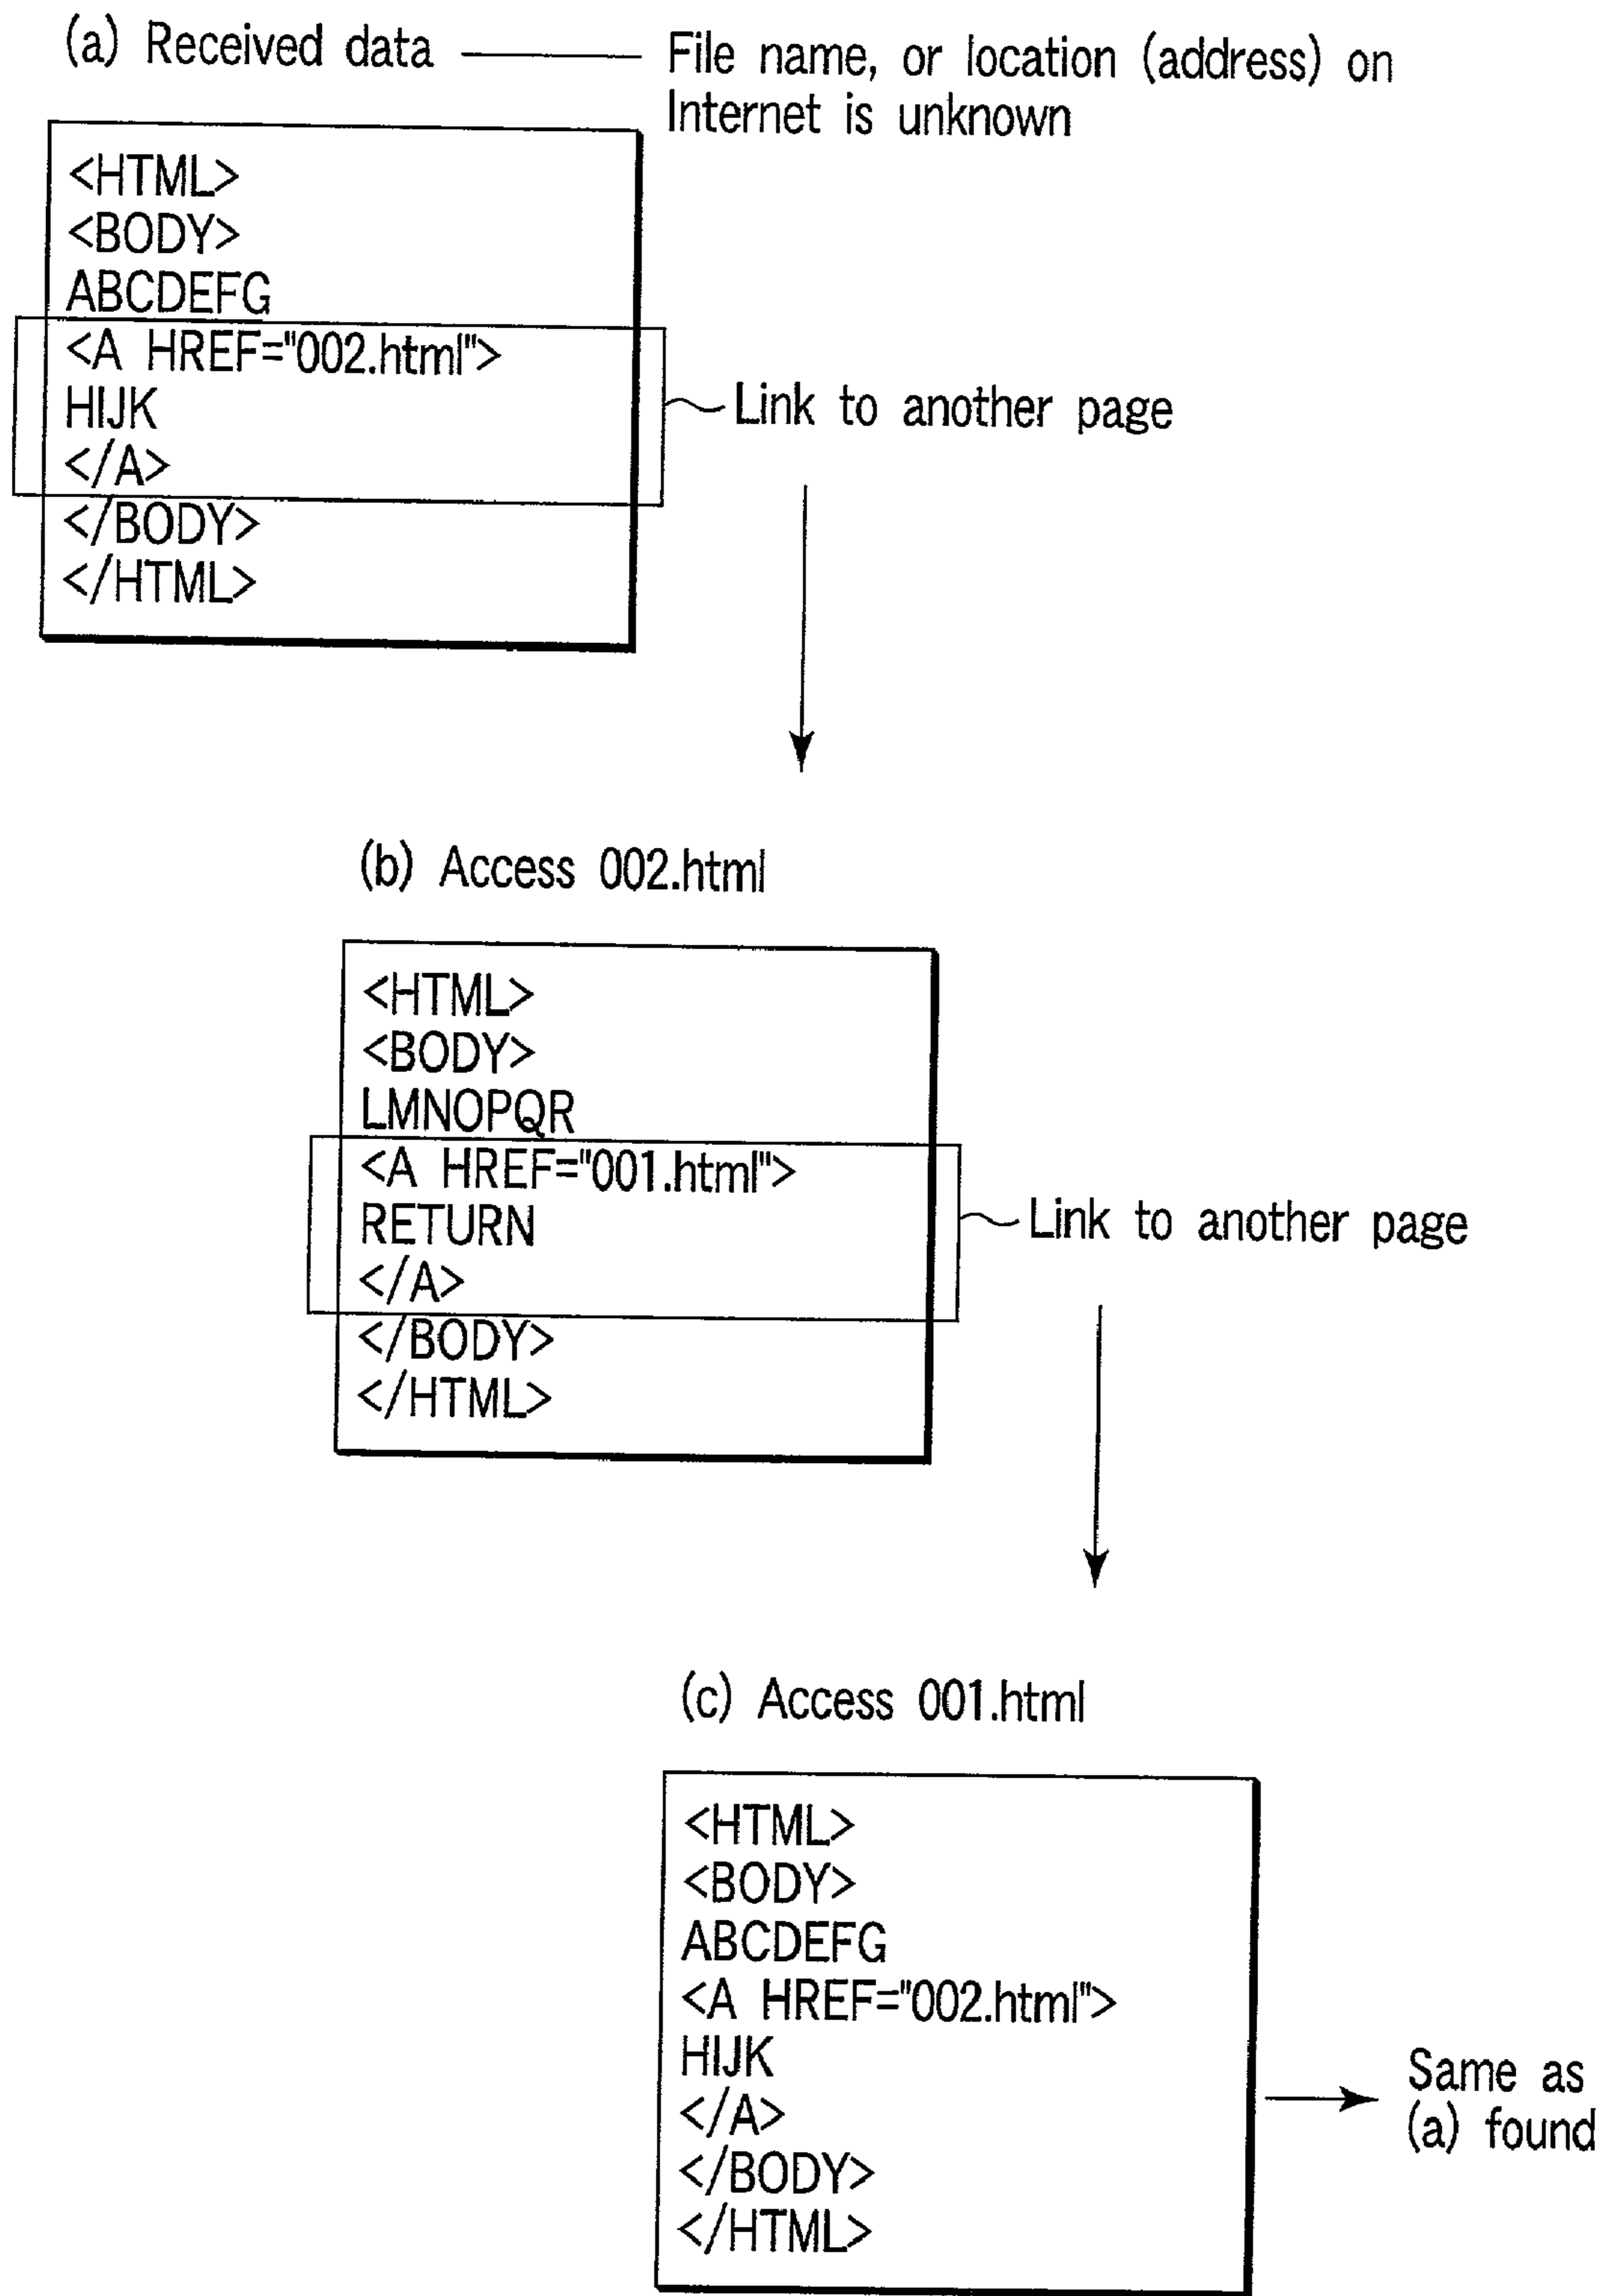 (a) Received data
File name, or location (address) on
Internet is unknown
<HTML>
<BODY>
ABCDEFG
<A HREF="002.html">
HIJK
</A>
</BODY>
</HTML>
Link to another page
(b) Access 002.html
<HTML>
<BODY>
LMNOPQR
<A HREF="001.html">
RETURN
</A>
</BODY>
</HTML>
Link to another page
(c) Access 001.html
<HTML>
<BODY>
ABCDEFG
<A HREF="002.html">
HIJK
</A>
</BODY>
</HTML>
Same as
(a) found